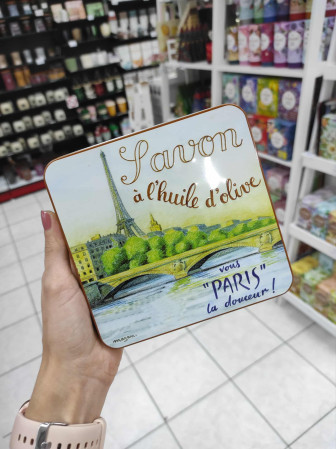 Savon
à l'huile d'olive
vous
"PARIS"
la douceur !